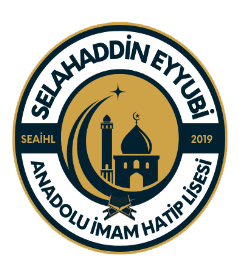 SELAHADDİN EYYUBİ
SEAİHL
2019
ANADOLU İMAM HATİP LİSESİ